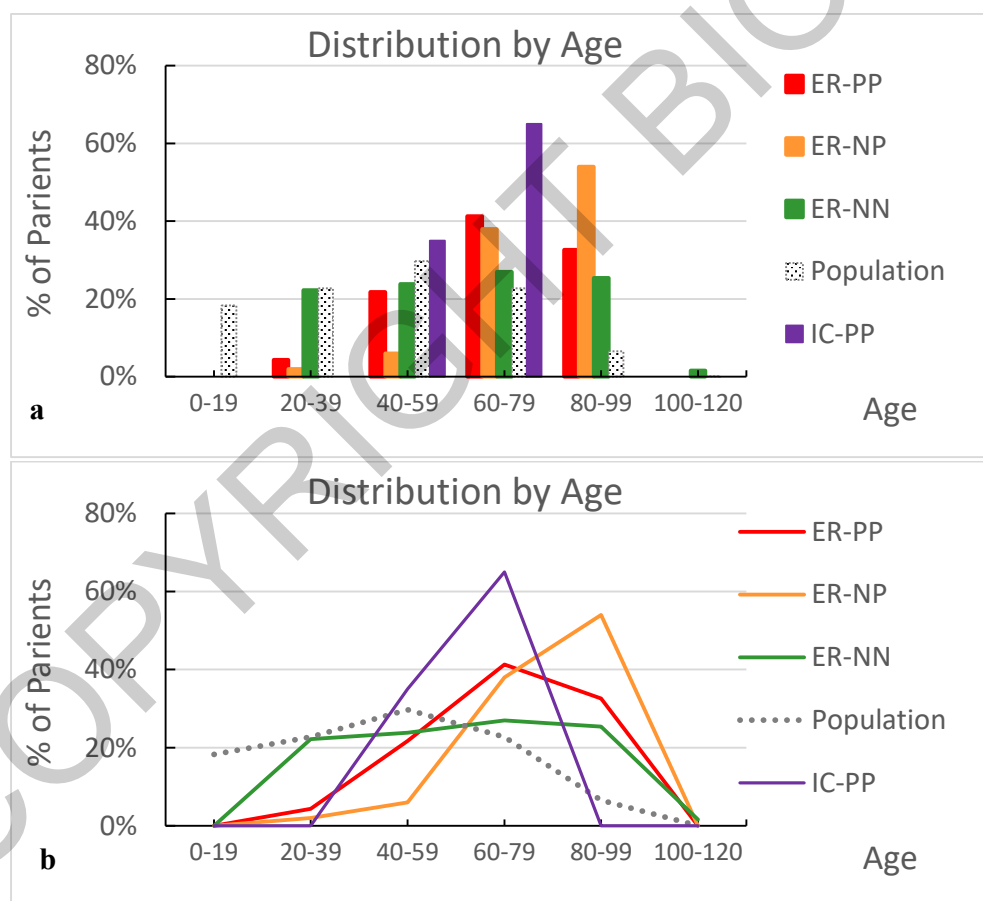 Distribution by Age
80%
60%
40%
20%
0%
% of Parients
0-19 20-39 40-59 60-79 80-99 100-120
Age
ER-PP
ER-NP
ER-NN
Population
IC-PP
a
Distribution by Age
80%
60%
40%
20%
0%
% of Parients
0-19 20-39 40-59 60-79 80-99 100-120
Age
ER-PP
ER-NP
ER-NN
Population
IC-PP
b
COPYRIGHT BIO